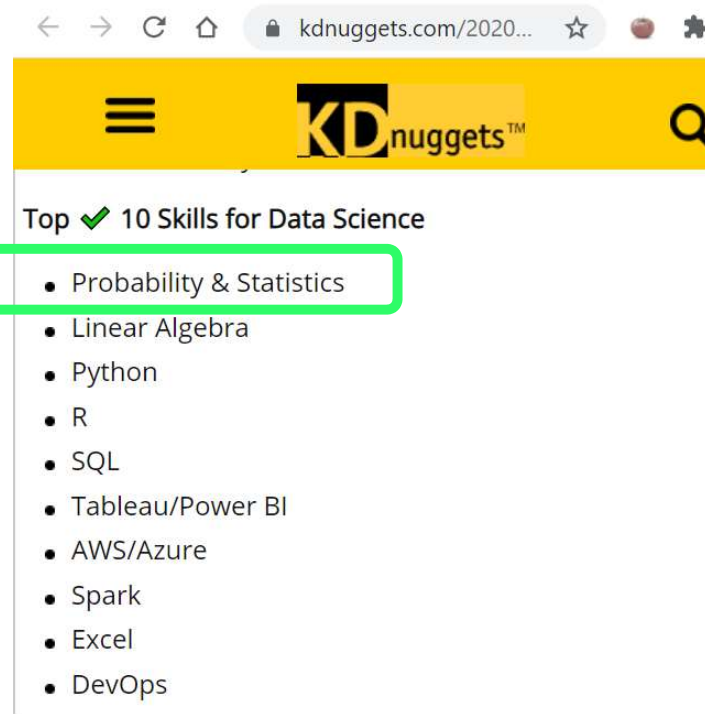 kdnuggets.com/2020...
KDnuggets™
Top ✔ 10 Skills for Data Science
• Probability & Statistics
• Linear Algebra
• Python
• R
• SQL
• Tableau/Power BI
• AWS/Azure
• Spark
• Excel
• DevOps